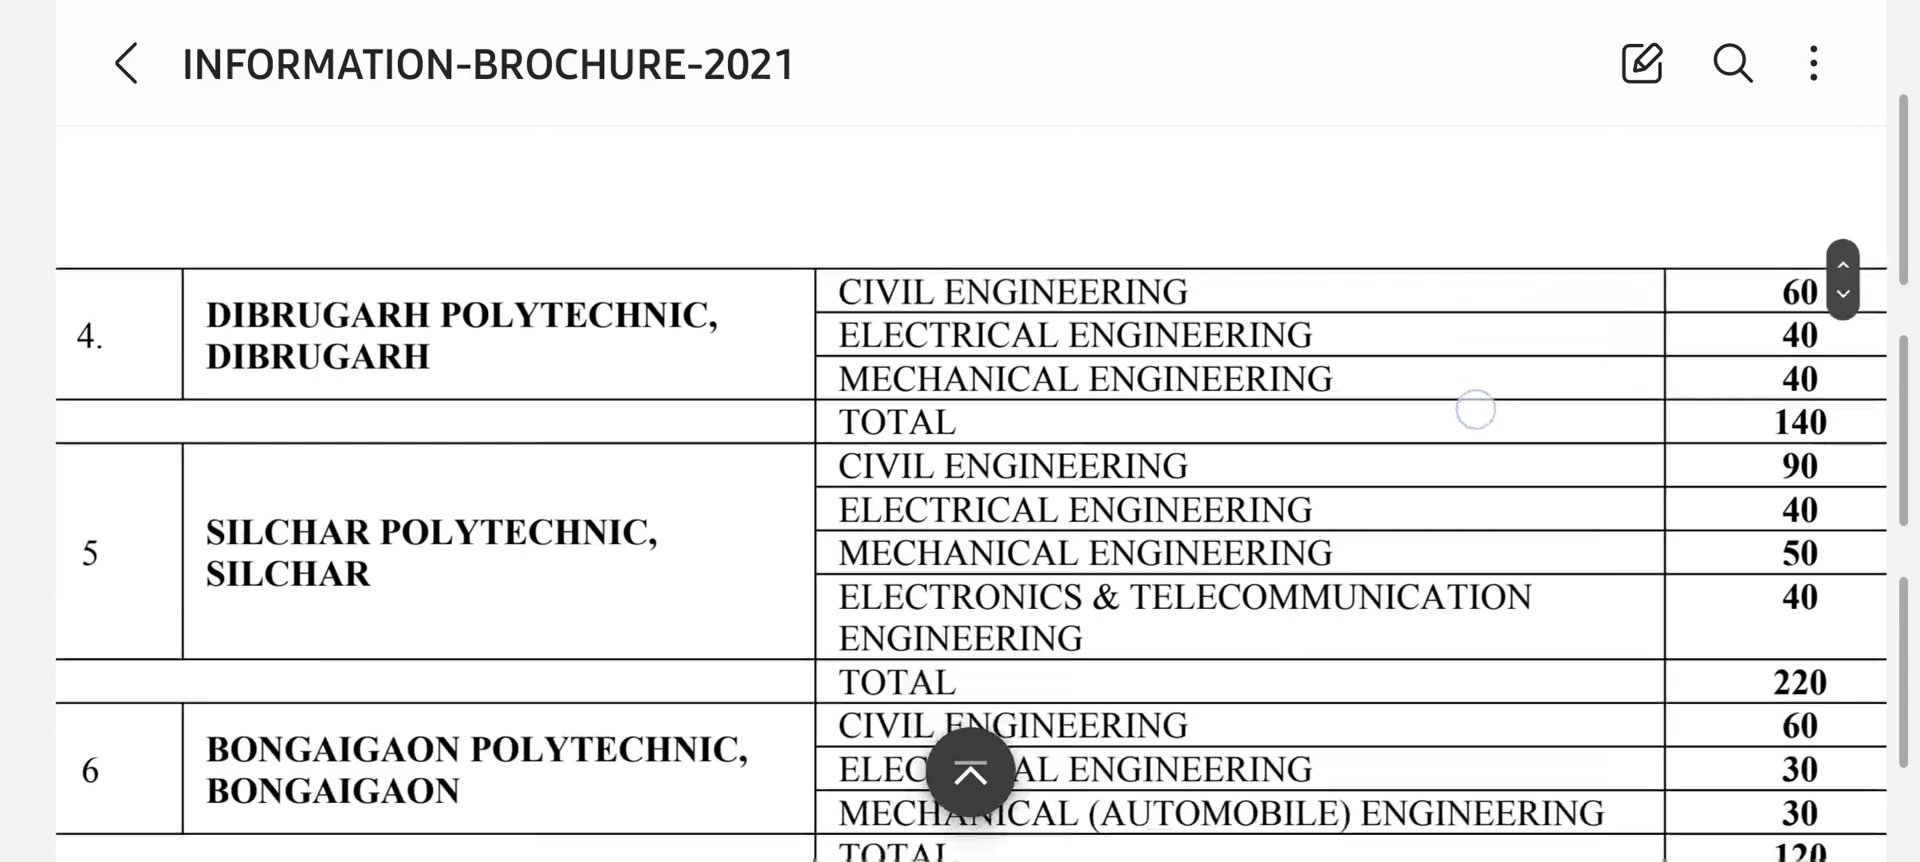 INFORMATION-BROCHURE-2021
4.
DIBRUGARH POLYTECHNIC,
DIBRUGARH
CIVIL ENGINEERING 60
ELECTRICAL ENGINEERING 40
MECHANICAL ENGINEERING 40
TOTAL 140
5
SILCHAR POLYTECHNIC,
SILCHAR
CIVIL ENGINEERING 90
ELECTRICAL ENGINEERING 40
MECHANICAL ENGINEERING 50
ELECTRONICS & TELECOMMUNICATION 40
ENGINEERING
TOTAL 220
6
BONGAIGAON POLYTECHNIC,
BONGAIGAON
CIVIL ENGINEERING 60
ELECTRICAL ENGINEERING 30
MECHANICAL (AUTOMOBILE) ENGINEERING 30
TOTAL 120